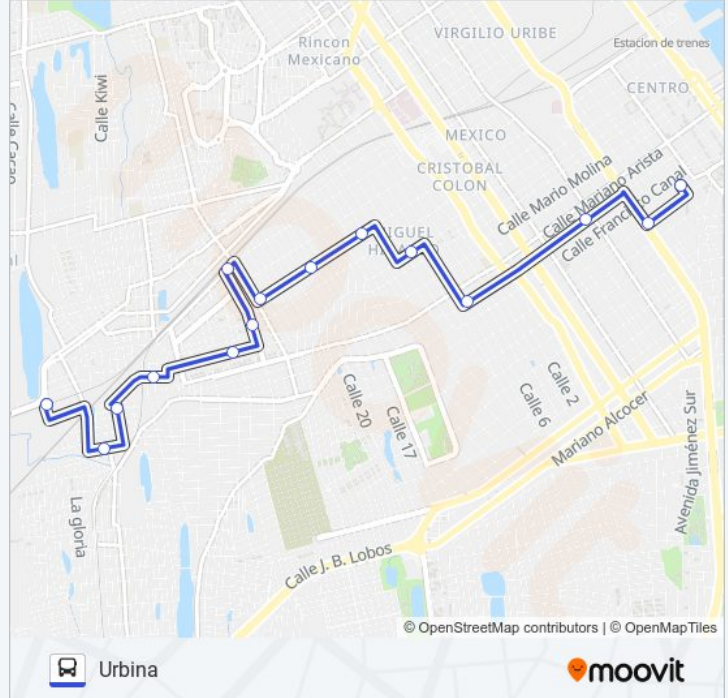 Rincon
Mexicano
VIRGILIO URIBE
Estacion de trenes
CENTRO
Calle Kiwi
MEXICO
CRISTOBAL
COLON
Calle Mario Molina
Calle Mariano Arista
Calle Francisco Canal
Calle 20
Calle 17
Calle 2
Calle 6
Mariano Alcocer
Avenida Jiménez Sur
La gloria
Calle J. B. Lobos
© OpenStreetMap contributors | © OpenMapTiles
Urbina
moovit